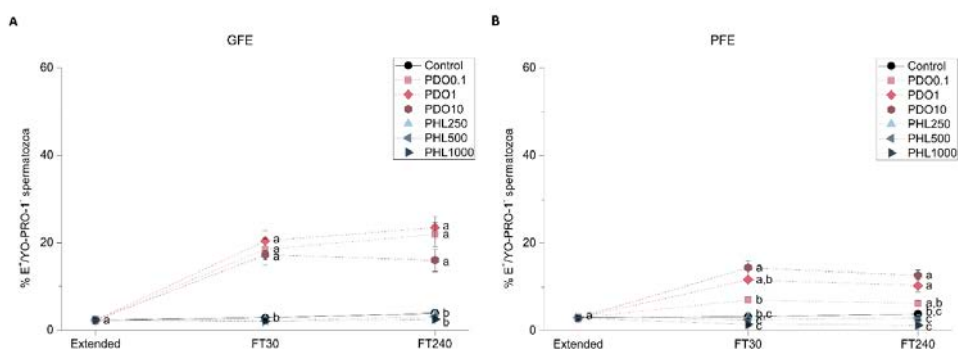 A
GFE
60
40
20
0
% E⁺/YO-PRO-1⁻ spermatozoa
Control
PDO0.1
PDO1
PDO10
PHL250
PHL500
PHL1000
a
a
a
a
b
a
a
a
b
b
Extended
FT30
FT240
B
PFE
60
40
20
0
% E⁺/YO-PRO-1⁻ spermatozoa
Control
PDO0.1
PDO1
PDO10
PHL250
PHL500
PHL1000
a
a
a,b
b
b,c
c
c
a
a
a,b
b,c
c
c
Extended
FT30
FT240